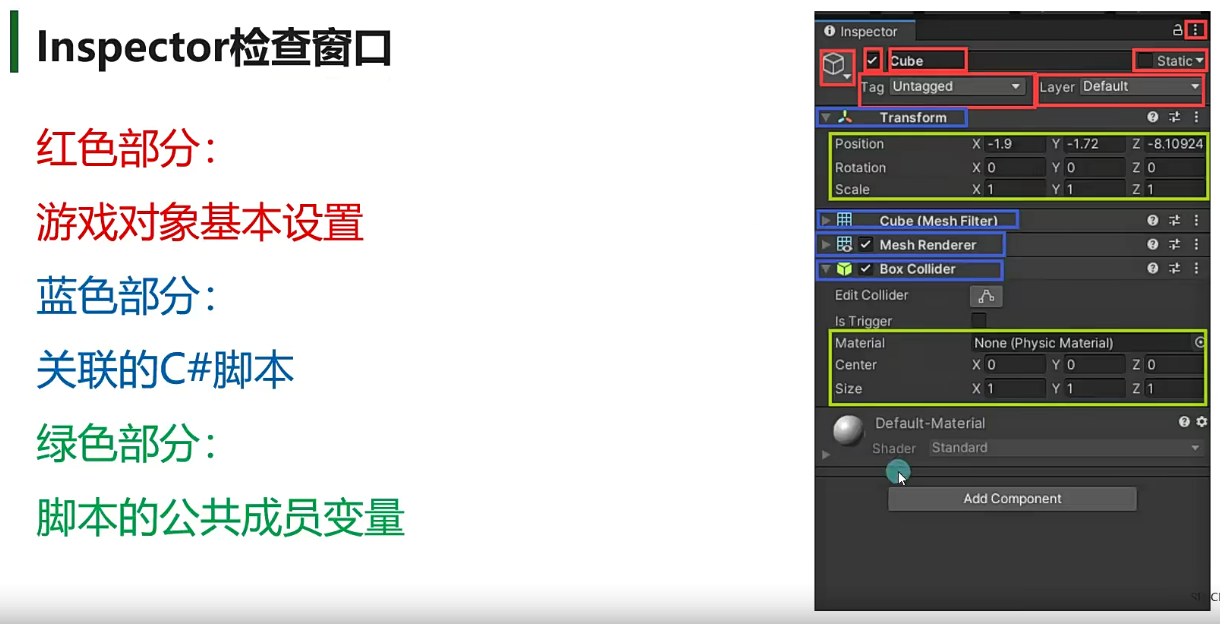 Inspector检查窗口
红色部分：
游戏对象基本设置
蓝色部分：
关联的C#脚本
绿色部分：
脚本的公共成员变量
Inspector
Cube Static
Tag Untagged Layer Default
Transform
Position X -1.9 Y -1.72 Z -8.10924
Rotation X 0 Y 0 Z 0
Scale X 1 Y 1 Z 1
Cube (Mesh Filter)
Mesh Renderer
Box Collider
Edit Collider
Is Trigger
Material None (Physic Material)
Center X 0 Y 0 Z 0
Size X 1 Y 1 Z 1
Default-Material
Shader Standard
Add Component